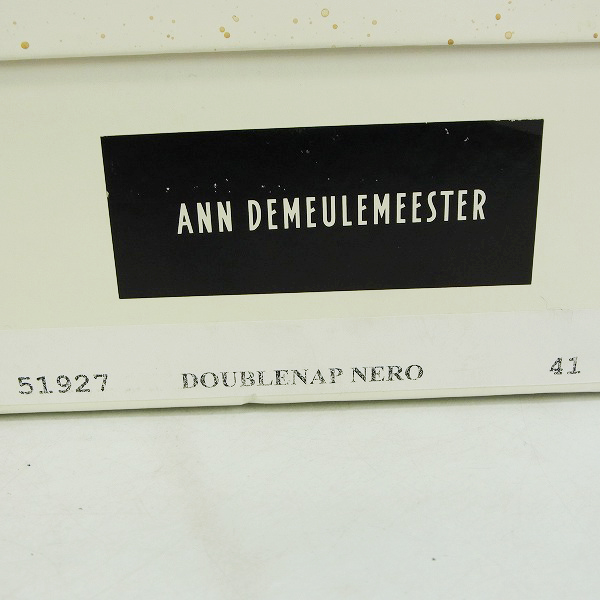 ANN DEMEULEMEESTER
51927 DOUBLENAP NERO 41